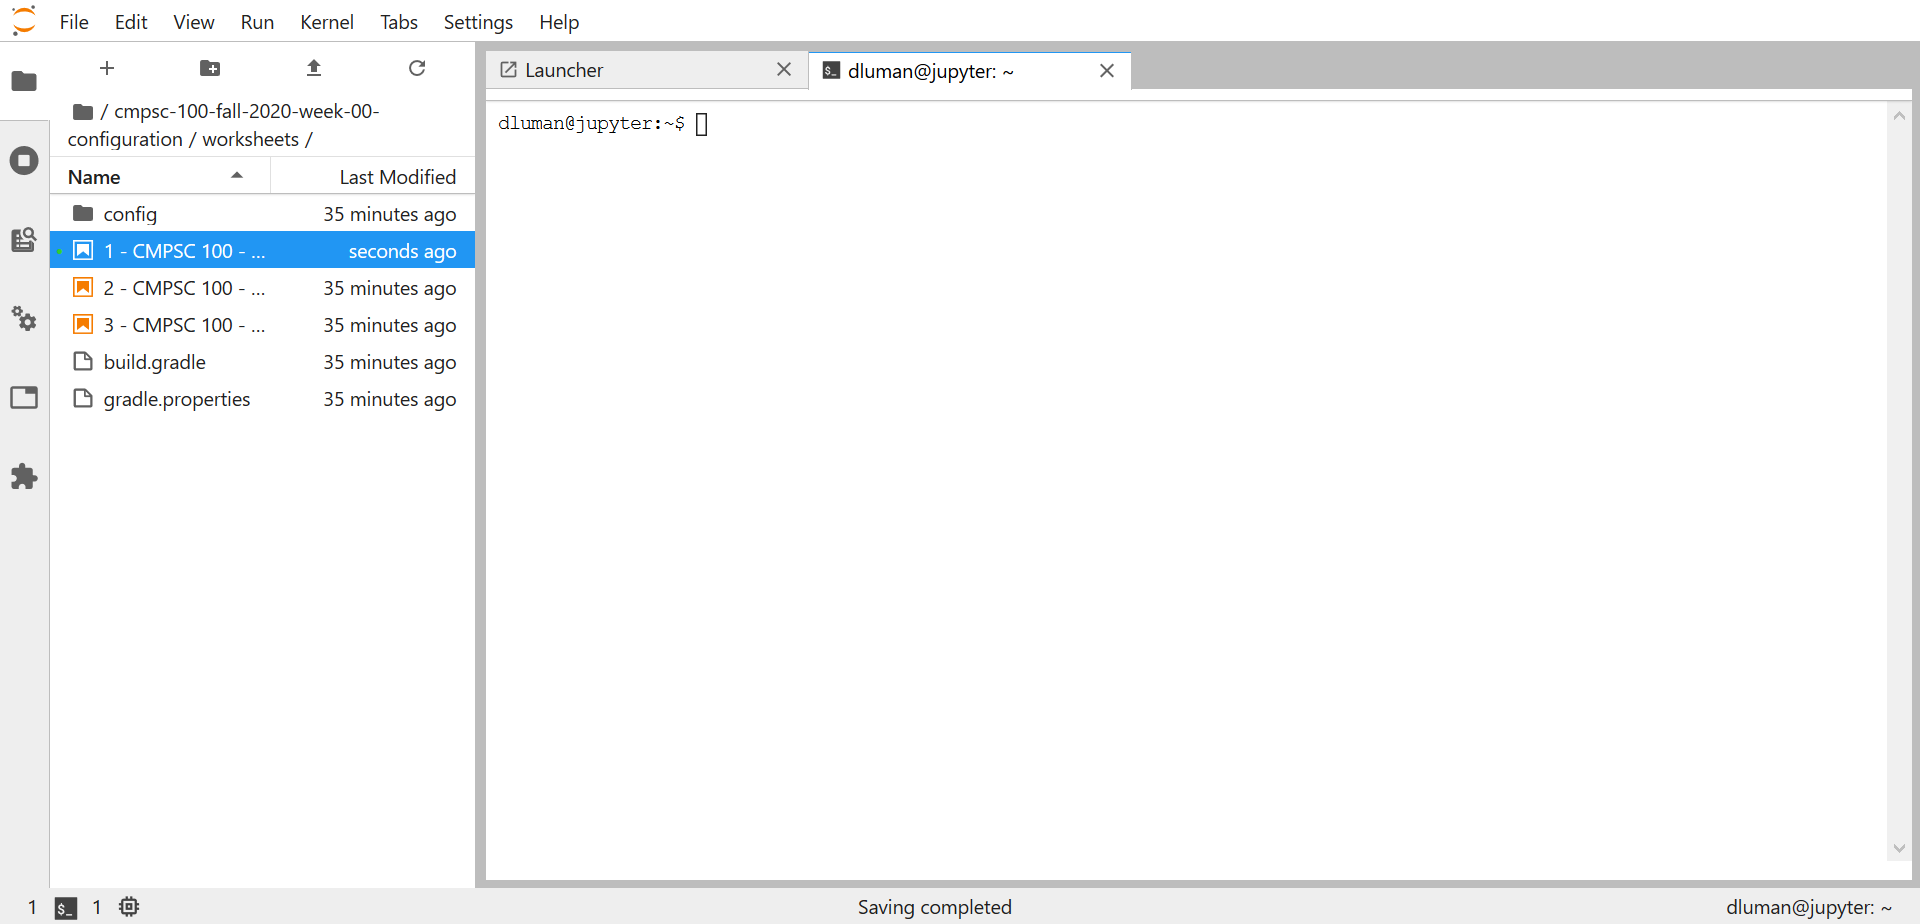 File Edit View Run Kernel Tabs Settings Help
/ cmpsc-100-fall-2020-week-00-
configuration / worksheets /
Name Last Modified
config 35 minutes ago
1 - CMPSC 100 - ... seconds ago
2 - CMPSC 100 - ... 35 minutes ago
3 - CMPSC 100 - ... 35 minutes ago
build.gradle 35 minutes ago
gradle.properties 35 minutes ago
Launcher
$_ dluman@jupyter: ~
dluman@jupyter:~$
1 $_ 1 Saving completed dluman@jupyter: ~